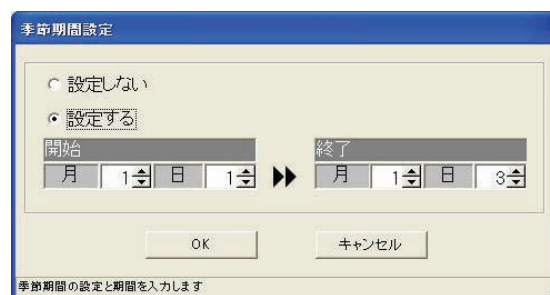 季節期間設定
設定しない
設定する
開始 終了
月 1 日 1 月 1 日 3
OK キャンセル
季節期間の設定と期間を入力します